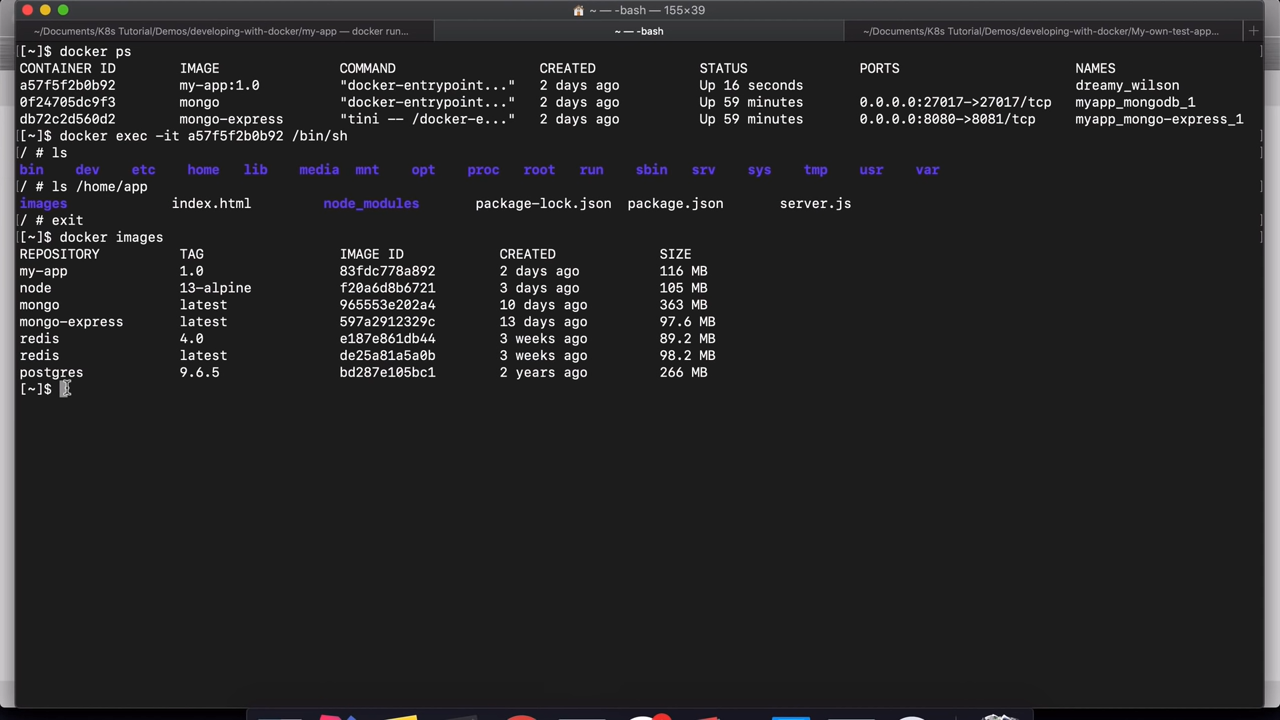 ~ — -bash — 155×39
~/Documents/K8s Tutorial/Demos/developing-with-docker/my-app — docker run... ~ — -bash ~/Documents/K8s Tutorial/Demos/developing-with-docker/My-own-test-app...
[~]$ docker ps
CONTAINER ID IMAGE COMMAND CREATED STATUS PORTS NAMES
a57f5f2b0b92 my-app:1.0 "docker-entrypoint..." 2 days ago Up 16 seconds dreamy_wilson
0f24705dc9f3 mongo "docker-entrypoint..." 2 days ago Up 59 minutes 0.0.0.0:27017->27017/tcp myapp_mongodb_1
db72c2d560d2 mongo-express "tini -- /docker-e..." 2 days ago Up 59 minutes 0.0.0.0:8080->8081/tcp myapp_mongo-express_1
[~]$ docker exec -it a57f5f2b0b92 /bin/sh
/ # ls
bin dev etc home lib media mnt opt proc root run sbin srv sys tmp usr var
/ # ls /home/app
images index.html node_modules package-lock.json package.json server.js
/ # exit
[~]$ docker images
REPOSITORY TAG IMAGE ID CREATED SIZE
my-app 1.0 83fdc778a892 2 days ago 116 MB
node 13-alpine f20a6d8b6721 3 days ago 105 MB
mongo latest 965553e202a4 10 days ago 363 MB
mongo-express latest 597a2912329c 13 days ago 97.6 MB
redis 4.0 e187e861db44 3 weeks ago 89.2 MB
redis latest de25a81a5a0b 3 weeks ago 98.2 MB
postgres 9.6.5 bd287e105bc1 2 years ago 266 MB
[~]$